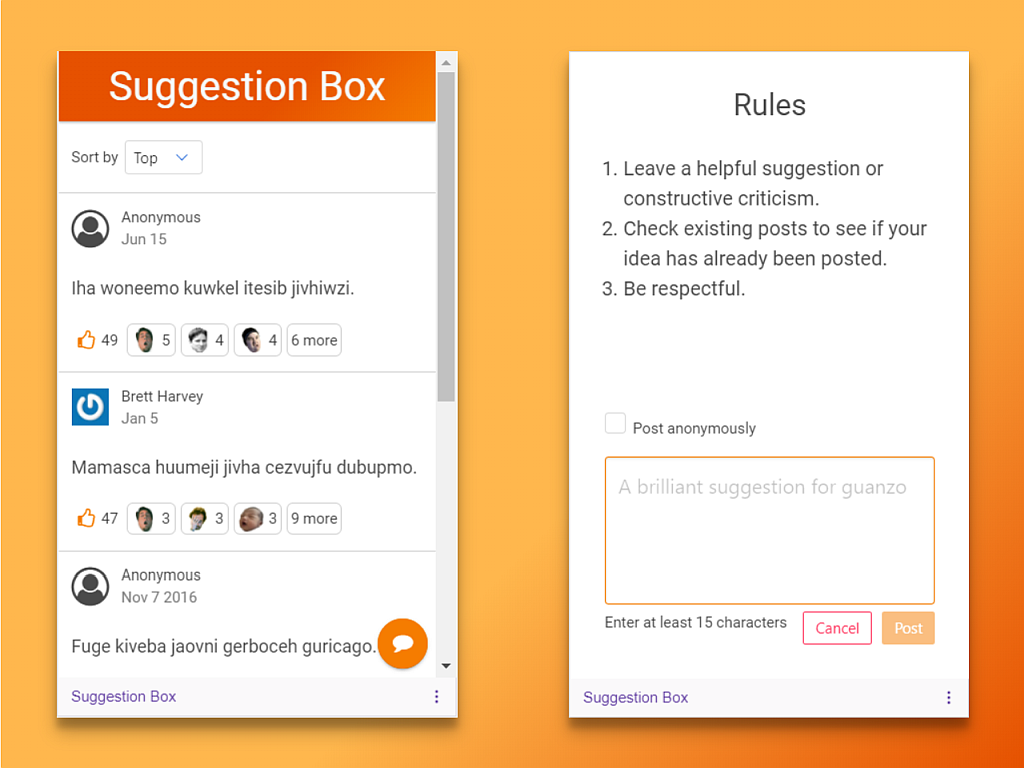 Suggestion Box
Sort by Top
Anonymous
Jun 15
Iha woneemo kuwkel itesib jivhiwzi.
49 5 4 4 6 more
Brett Harvey
Jan 5
Mamasca huumeji jivha cezvujfu dubupmo.
47 3 3 3 9 more
Anonymous
Nov 7 2016
Fuge kiveba jaovni gerboceh guricago.
Suggestion Box
Rules
1. Leave a helpful suggestion or
constructive criticism.
2. Check existing posts to see if your
idea has already been posted.
3. Be respectful.
Post anonymously
A brilliant suggestion for guanzo
Enter at least 15 characters Cancel Post
Suggestion Box